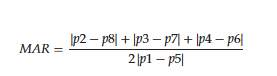 MAR = |p2 − p8| + |p3 − p7| + |p4 − p6|
2|p1 − p5|